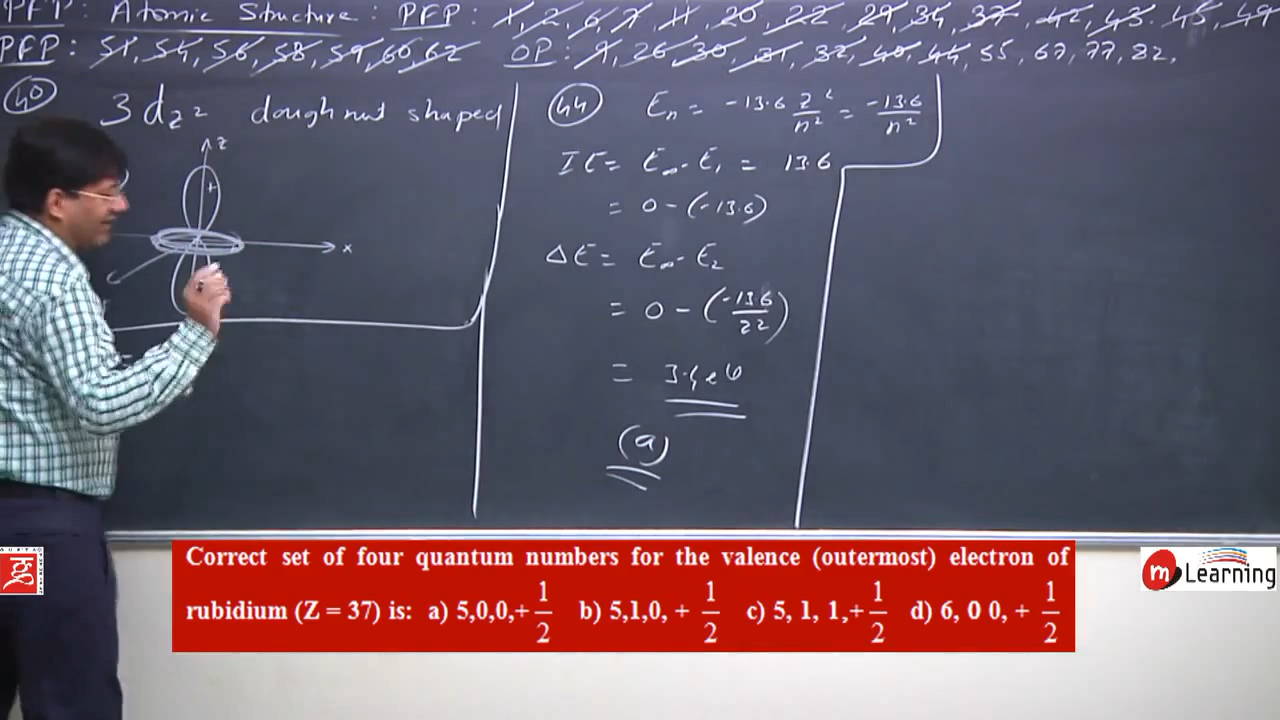 PFP: Atomic Structure: PFP: 1, 2, 6, 7, 11, 20, 22, 29, 34, 37, 42, 43, 45, 49
PFP: 51, 54, 56, 58, 59, 60, 62 OP: 9, 26, 30, 31, 32, 40, 44, 55, 67, 77, 82,
40 3dz² doughnut shaped
z
+
x
44 En = -13.6 Z²/n² = -13.6/n²
IE = E∞ - E1 = 13.6
= 0 - (-13.6)
ΔE = E∞ - E2
= 0 - (-13.6/2²)
= 3.4 eV
(a)
Correct set of four quantum numbers for the valence (outermost) electron of
rubidium (Z = 37) is: a) 5,0,0,+1/2 b) 5,1,0, + 1/2 c) 5, 1, 1,+1/2 d) 6, 0 0, + 1/2
m Learning